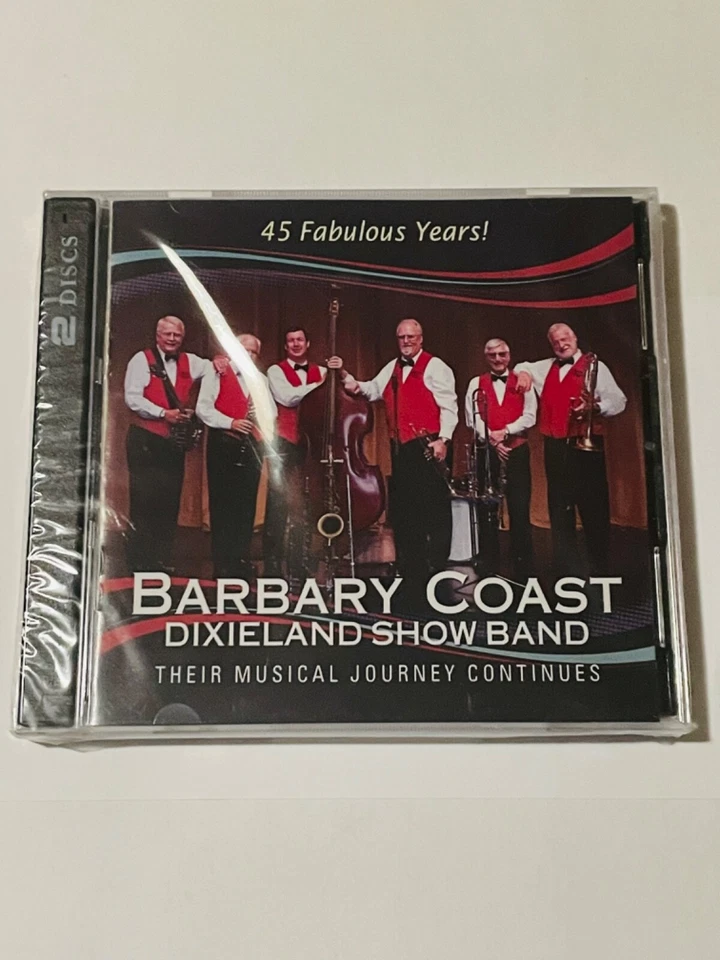 45 Fabulous Years!
2 DISCS
BARBARY COAST
DIXIELAND SHOW BAND
THEIR MUSICAL JOURNEY CONTINUES